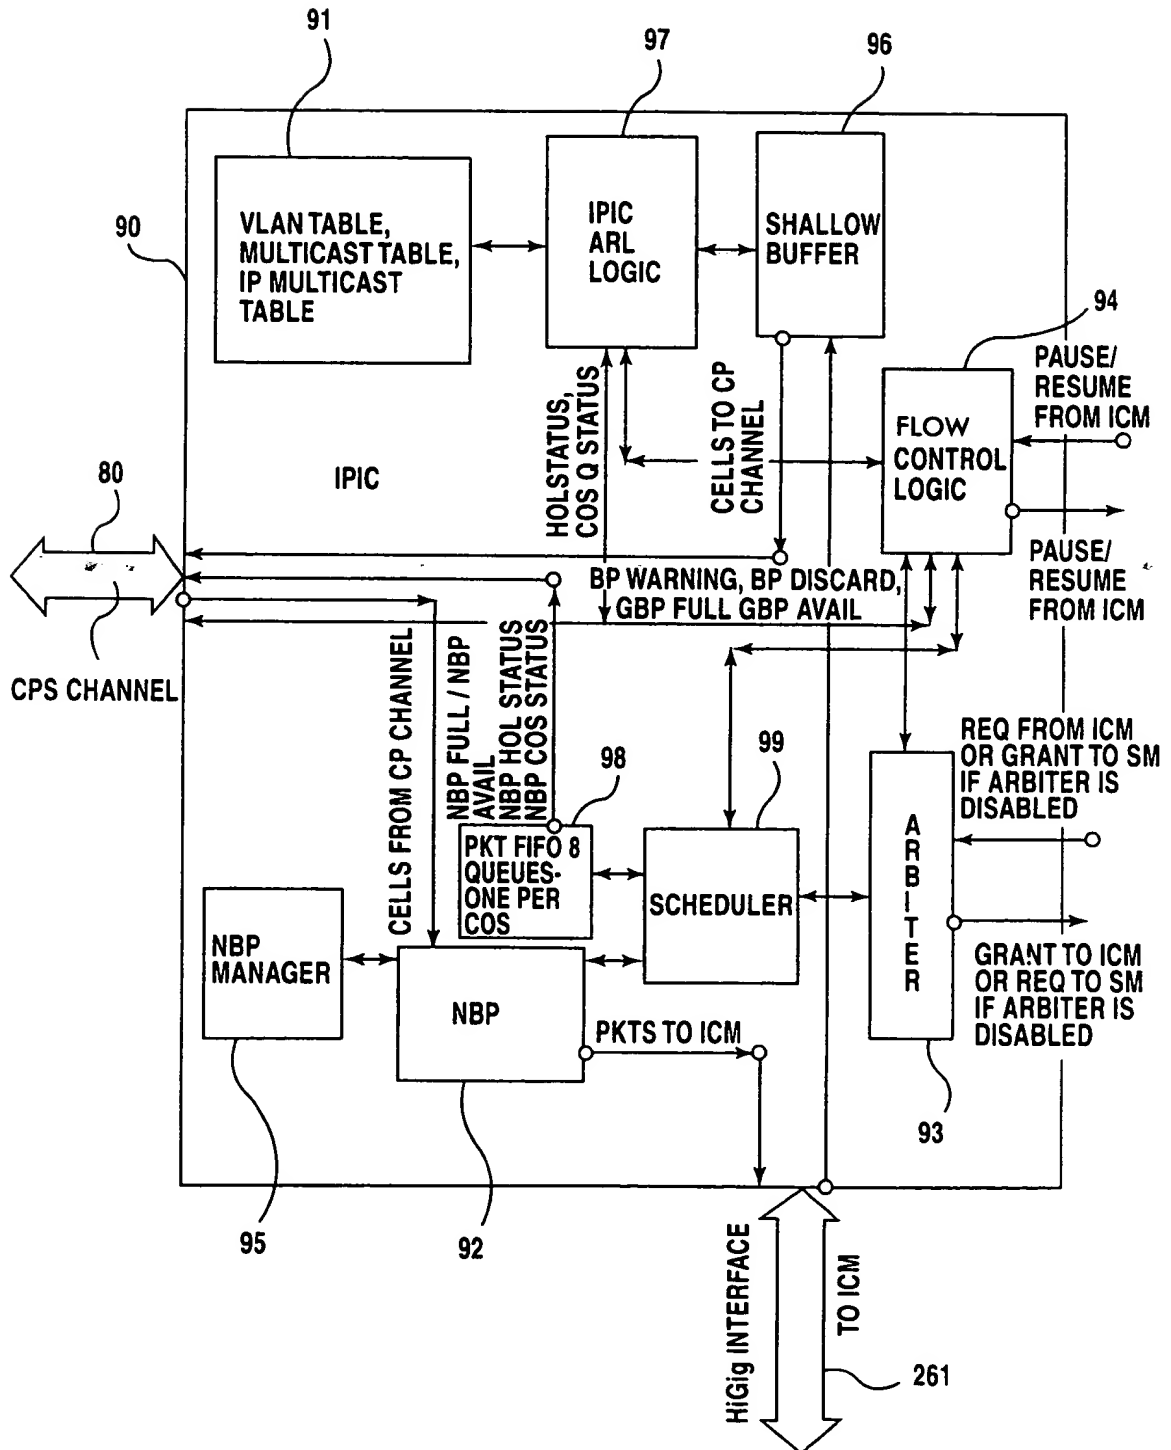 91
97
96
90
VLAN TABLE,
MULTICAST TABLE,
IP MULTICAST
TABLE
IPIC
ARL
LOGIC
SHALLOW
BUFFER
94
PAUSE/
RESUME
FROM ICM
FLOW
CONTROL
LOGIC
HOLSTATUS,
COS Q STATUS
CELLS TO CP
CHANNEL
IPIC
80
PAUSE/
RESUME
FROM ICM
BP WARNING, BP DISCARD,
GBP FULL GBP AVAIL
CPS CHANNEL
CELLS FROM CP CHANNEL
NBP FULL / NBP
AVAIL
NBP HOL STATUS
NBP COS STATUS
98
99
REQ FROM ICM
OR GRANT TO SM
IF ARBITER IS
DISABLED
PKT FIFO 8
QUEUES-
ONE PER
COS
SCHEDULER
ARBITER
NBP
MANAGER
NBP
GRANT TO ICM
OR REQ TO SM
IF ARBITER IS
DISABLED
PKTS TO ICM
93
95
92
HiGig INTERFACE
TO ICM
261